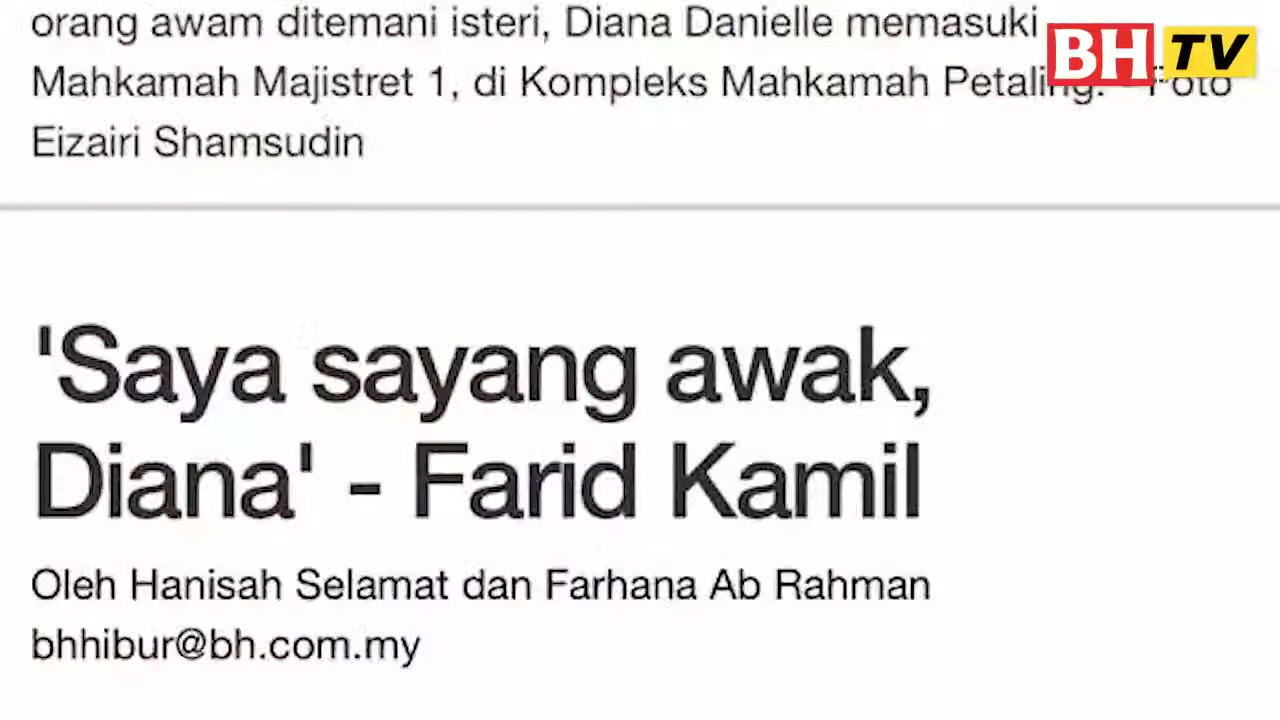 orang awam ditemani isteri, Diana Danielle memasuki
BH TV
Mahkamah Majistret 1, di Kompleks Mahkamah Petaling. - Foto
Eizairi Shamsudin
'Saya sayang awak,
Diana' - Farid Kamil
Oleh Hanisah Selamat dan Farhana Ab Rahman
bhhibur@bh.com.my